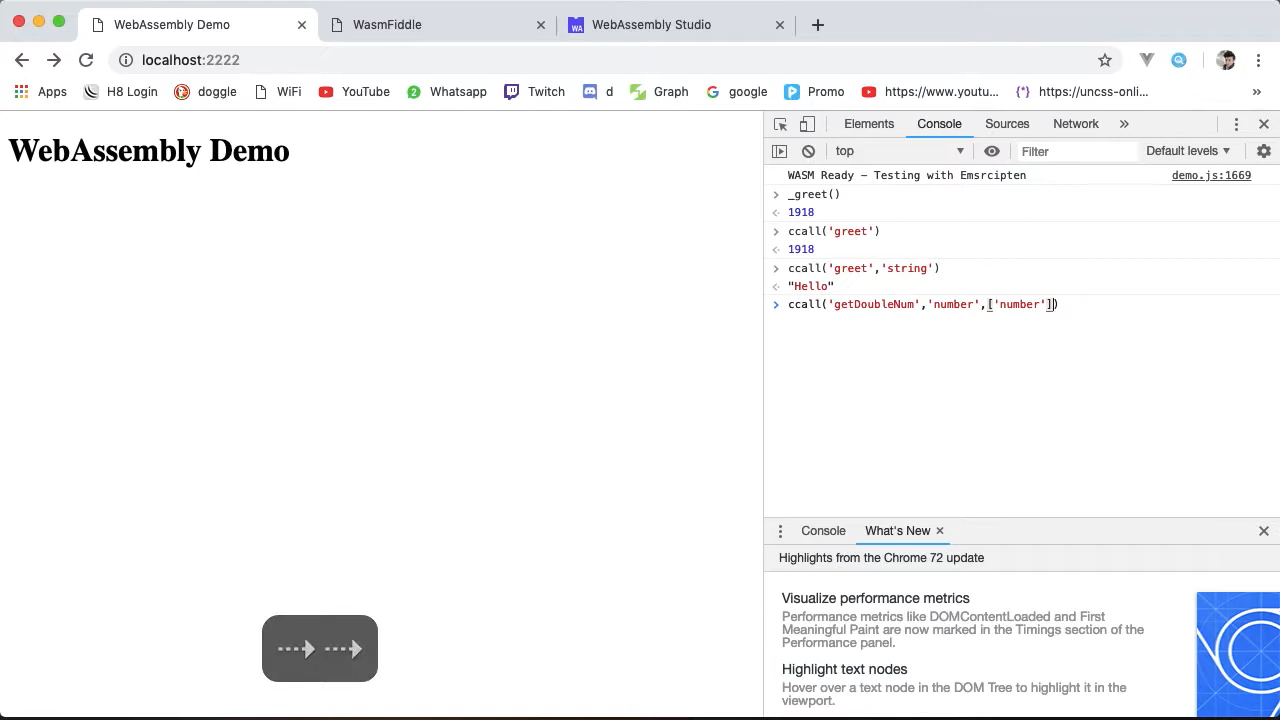 WebAssembly Demo
WasmFiddle
WebAssembly Studio
localhost:2222
Apps
H8 Login
doggle
WiFi
YouTube
2
Whatsapp
Twitch
d
Graph
google
Promo
https://www.youtu...
https://uncss-onli...
»
WebAssembly Demo
Elements
Console
Sources
Network
»
top
Filter
Default levels
WASM Ready – Testing with Emsrcipten
demo.js:1669
_greet()
1918
ccall('greet')
1918
ccall('greet','string')
"Hello"
ccall('getDoubleNum','number',['number'])
Console
What's New
Highlights from the Chrome 72 update
Visualize performance metrics
Performance metrics like DOMContentLoaded and First
Meaningful Paint are now marked in the Timings section of the
Performance panel.
Highlight text nodes
Hover over a text node in the DOM Tree to highlight it in the
viewport.